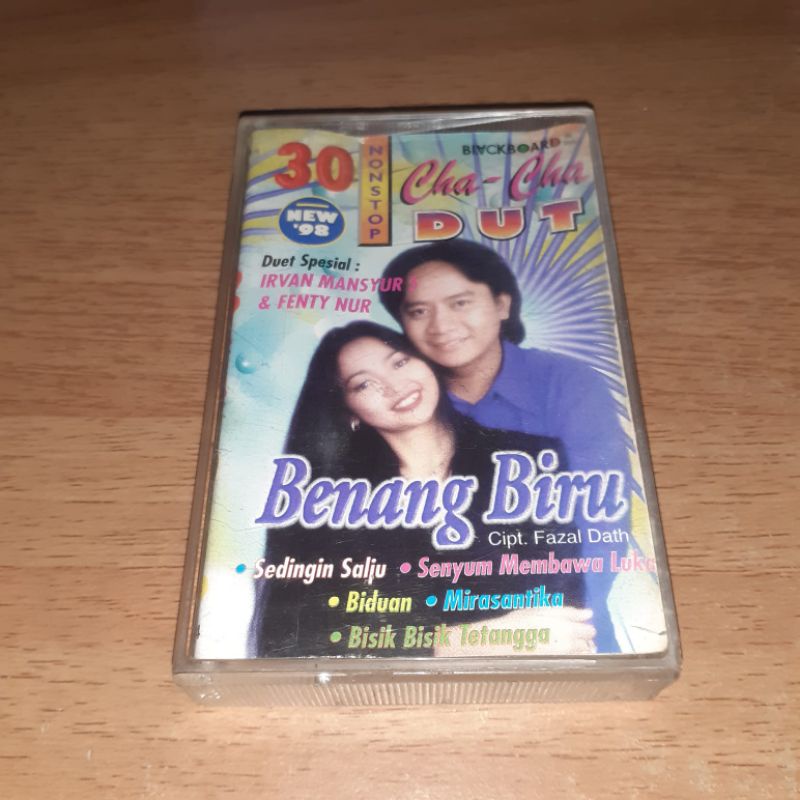 30
NONSTOP
BLACKBOARD
Cha-Cha
DUT
NEW
'98
Duet Spesial :
IRVAN MANSYUR S
& FENTY NUR
Benang Biru
Cipt. Fazal Dath
• Sedingin Salju • Senyum Membawa Luka
• Biduan • Mirasantika
• Bisik Bisik Tetangga